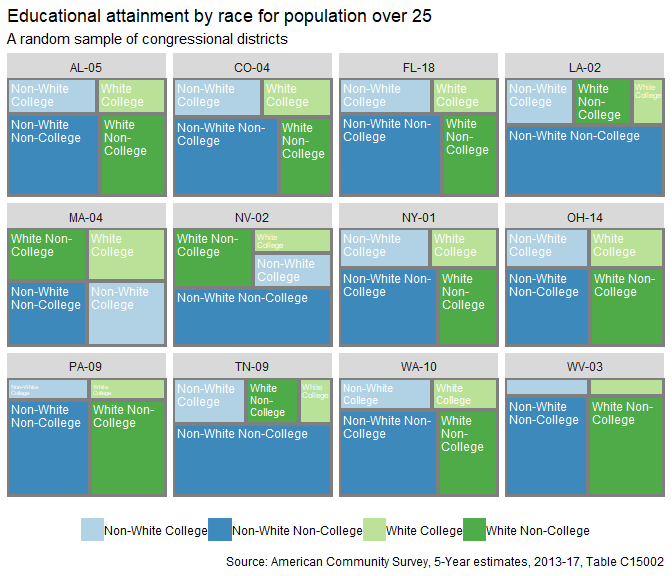 Educational attainment by race for population over 25
A random sample of congressional districts
AL-05
CO-04
FL-18
LA-02
Non-White
College
White
College
Non-White
Non-College
White
Non-College
Non-White
College
White
College
Non-White Non-
College
White
Non-
College
Non-White
College
White
College
Non-White Non-
College
White
Non-
College
Non-White
College
White
Non-
College
White
College
Non-White Non-College
MA-04
NV-02
NY-01
OH-14
White Non-
College
White
College
Non-White
Non-College
Non-White
College
White Non-
College
White
College
Non-White
College
Non-White Non-College
Non-White
College
White
College
Non-White Non-
College
White
Non-
College
Non-White
College
White
College
Non-White
Non-College
White Non-
College
PA-09
TN-09
WA-10
WV-03
Non-White
College
White
College
Non-White
Non-College
White Non-
College
Non-White
College
White
Non-
College
White
College
Non-White Non-College
Non-White
College
White
College
Non-White Non-
College
White
Non-
College
Non-White
Non-College
White Non-
College
Non-White College Non-White Non-College White College White Non-College
Source: American Community Survey, 5-Year estimates, 2013-17, Table C15002